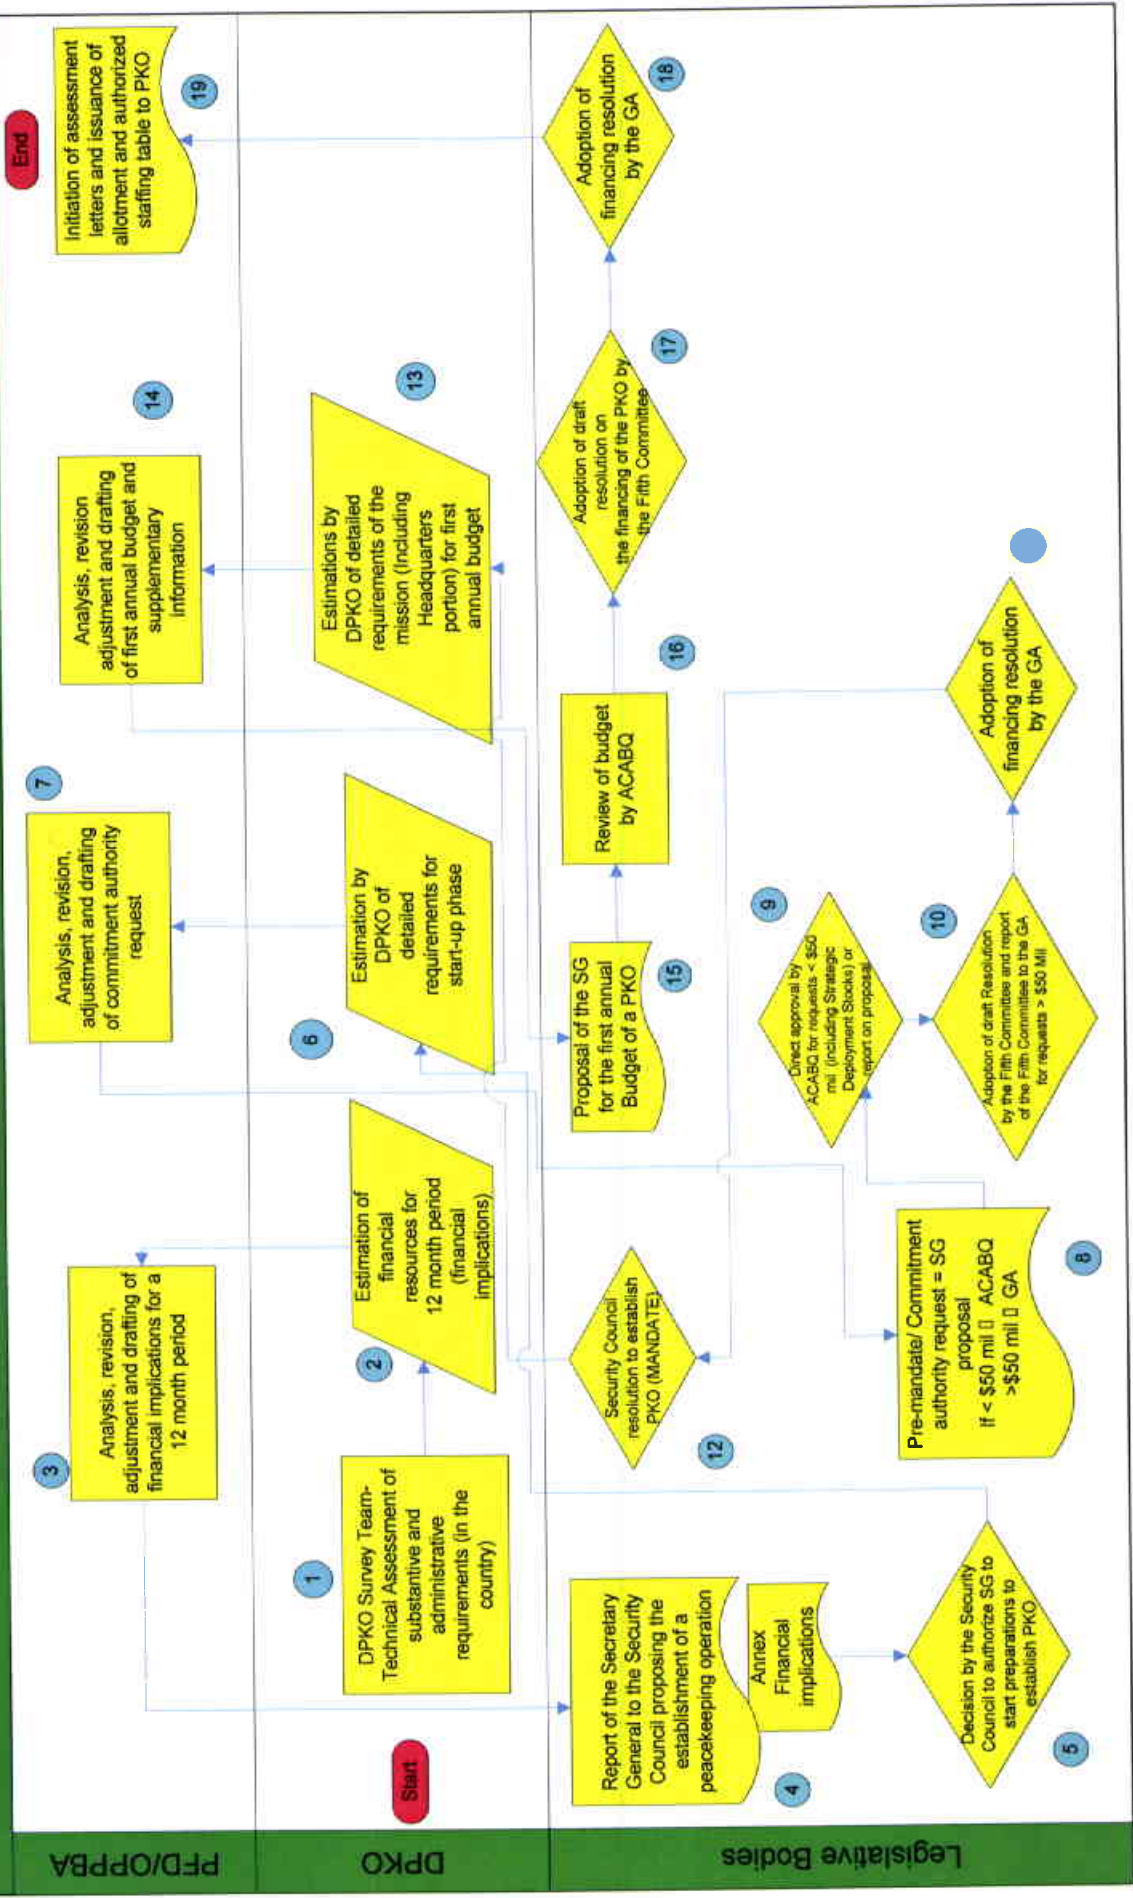 PFD/OPPBA
3
Analysis, revision,
adjustment and drafting of
financial implications for a
12 month period
7
Analysis, revision,
adjustment and drafting
of commitment authority
request
14
Analysis, revision
adjustment and drafting
of first annual budget and
supplementary
information
End
Initiation of assessment
letters and issuance of
allotment and authorized
staffing table to PKO
19
DPKO
Start
1
DPKO Survey Team-
Technical Assessment of
substantive and
administrative
requirements (in the
country)
2
Estimation of
financial
resources for
12 month period
(financial
implications)
6
Estimation by
DPKO of
detailed
requirements for
start-up phase
13
Estimations by
DPKO of detailed
requirements of the
mission (Including
Headquarters
portion) for first
annual budget
Legislative Bodies
Report of the Secretary
General to the Security
Council proposing the
establishment of a
peacekeeping operation
Annex
Financial
implications
4
Decision by the Security
Council to authorize SG to
start preparations to
establish PKO
5
Security Council
resolution to establish
PKO (MANDATE)
12
Pre-mandate/ Commitment
authority request = SG
proposal
If < $50 mil ▯ ACABQ
>$50 mil ▯ GA
8
Direct approval by
ACABQ for requests < $50
mil (including Strategic
Deployment Stocks) or
report on proposal
9
Adoption of draft Resolution
by the Fifth Committee and report
of the Fifth Committee to the GA
for requests > $50 Mil
10
Adoption of
financing resolution
by the GA
Proposal of the SG
for the first annual
Budget of a PKO
15
Review of budget
by ACABQ
16
Adoption of draft
resolution on
the financing of the PKO by
the Fifth Committee
17
Adoption of
financing resolution
by the GA
18